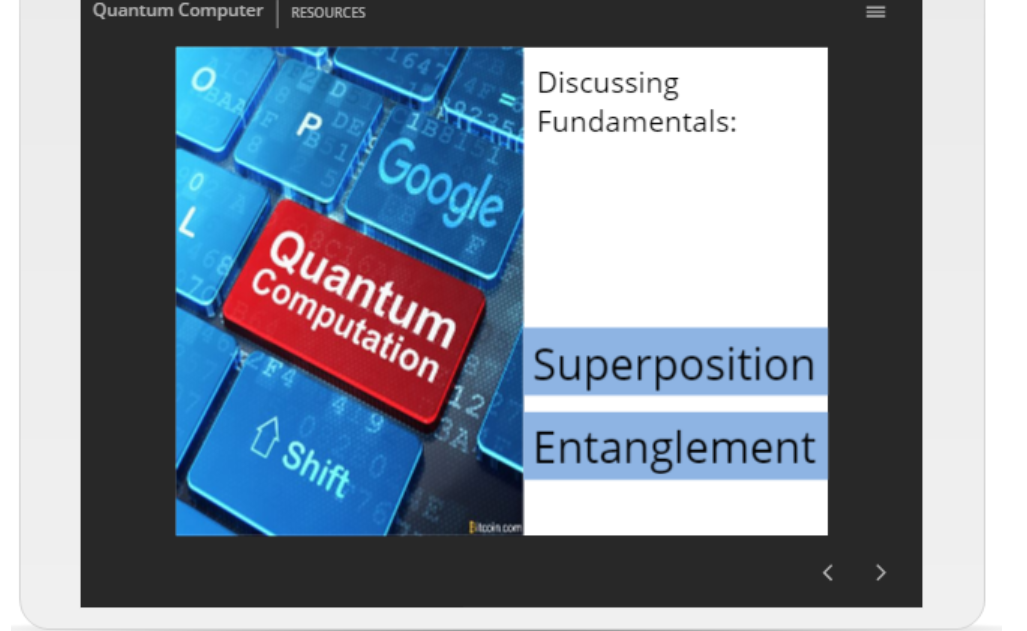 Quantum Computer
RESOURCES
O
P
Google
L
Quantum
Computation
Shift
Bitcoin.com
Discussing
Fundamentals:
Superposition
Entanglement